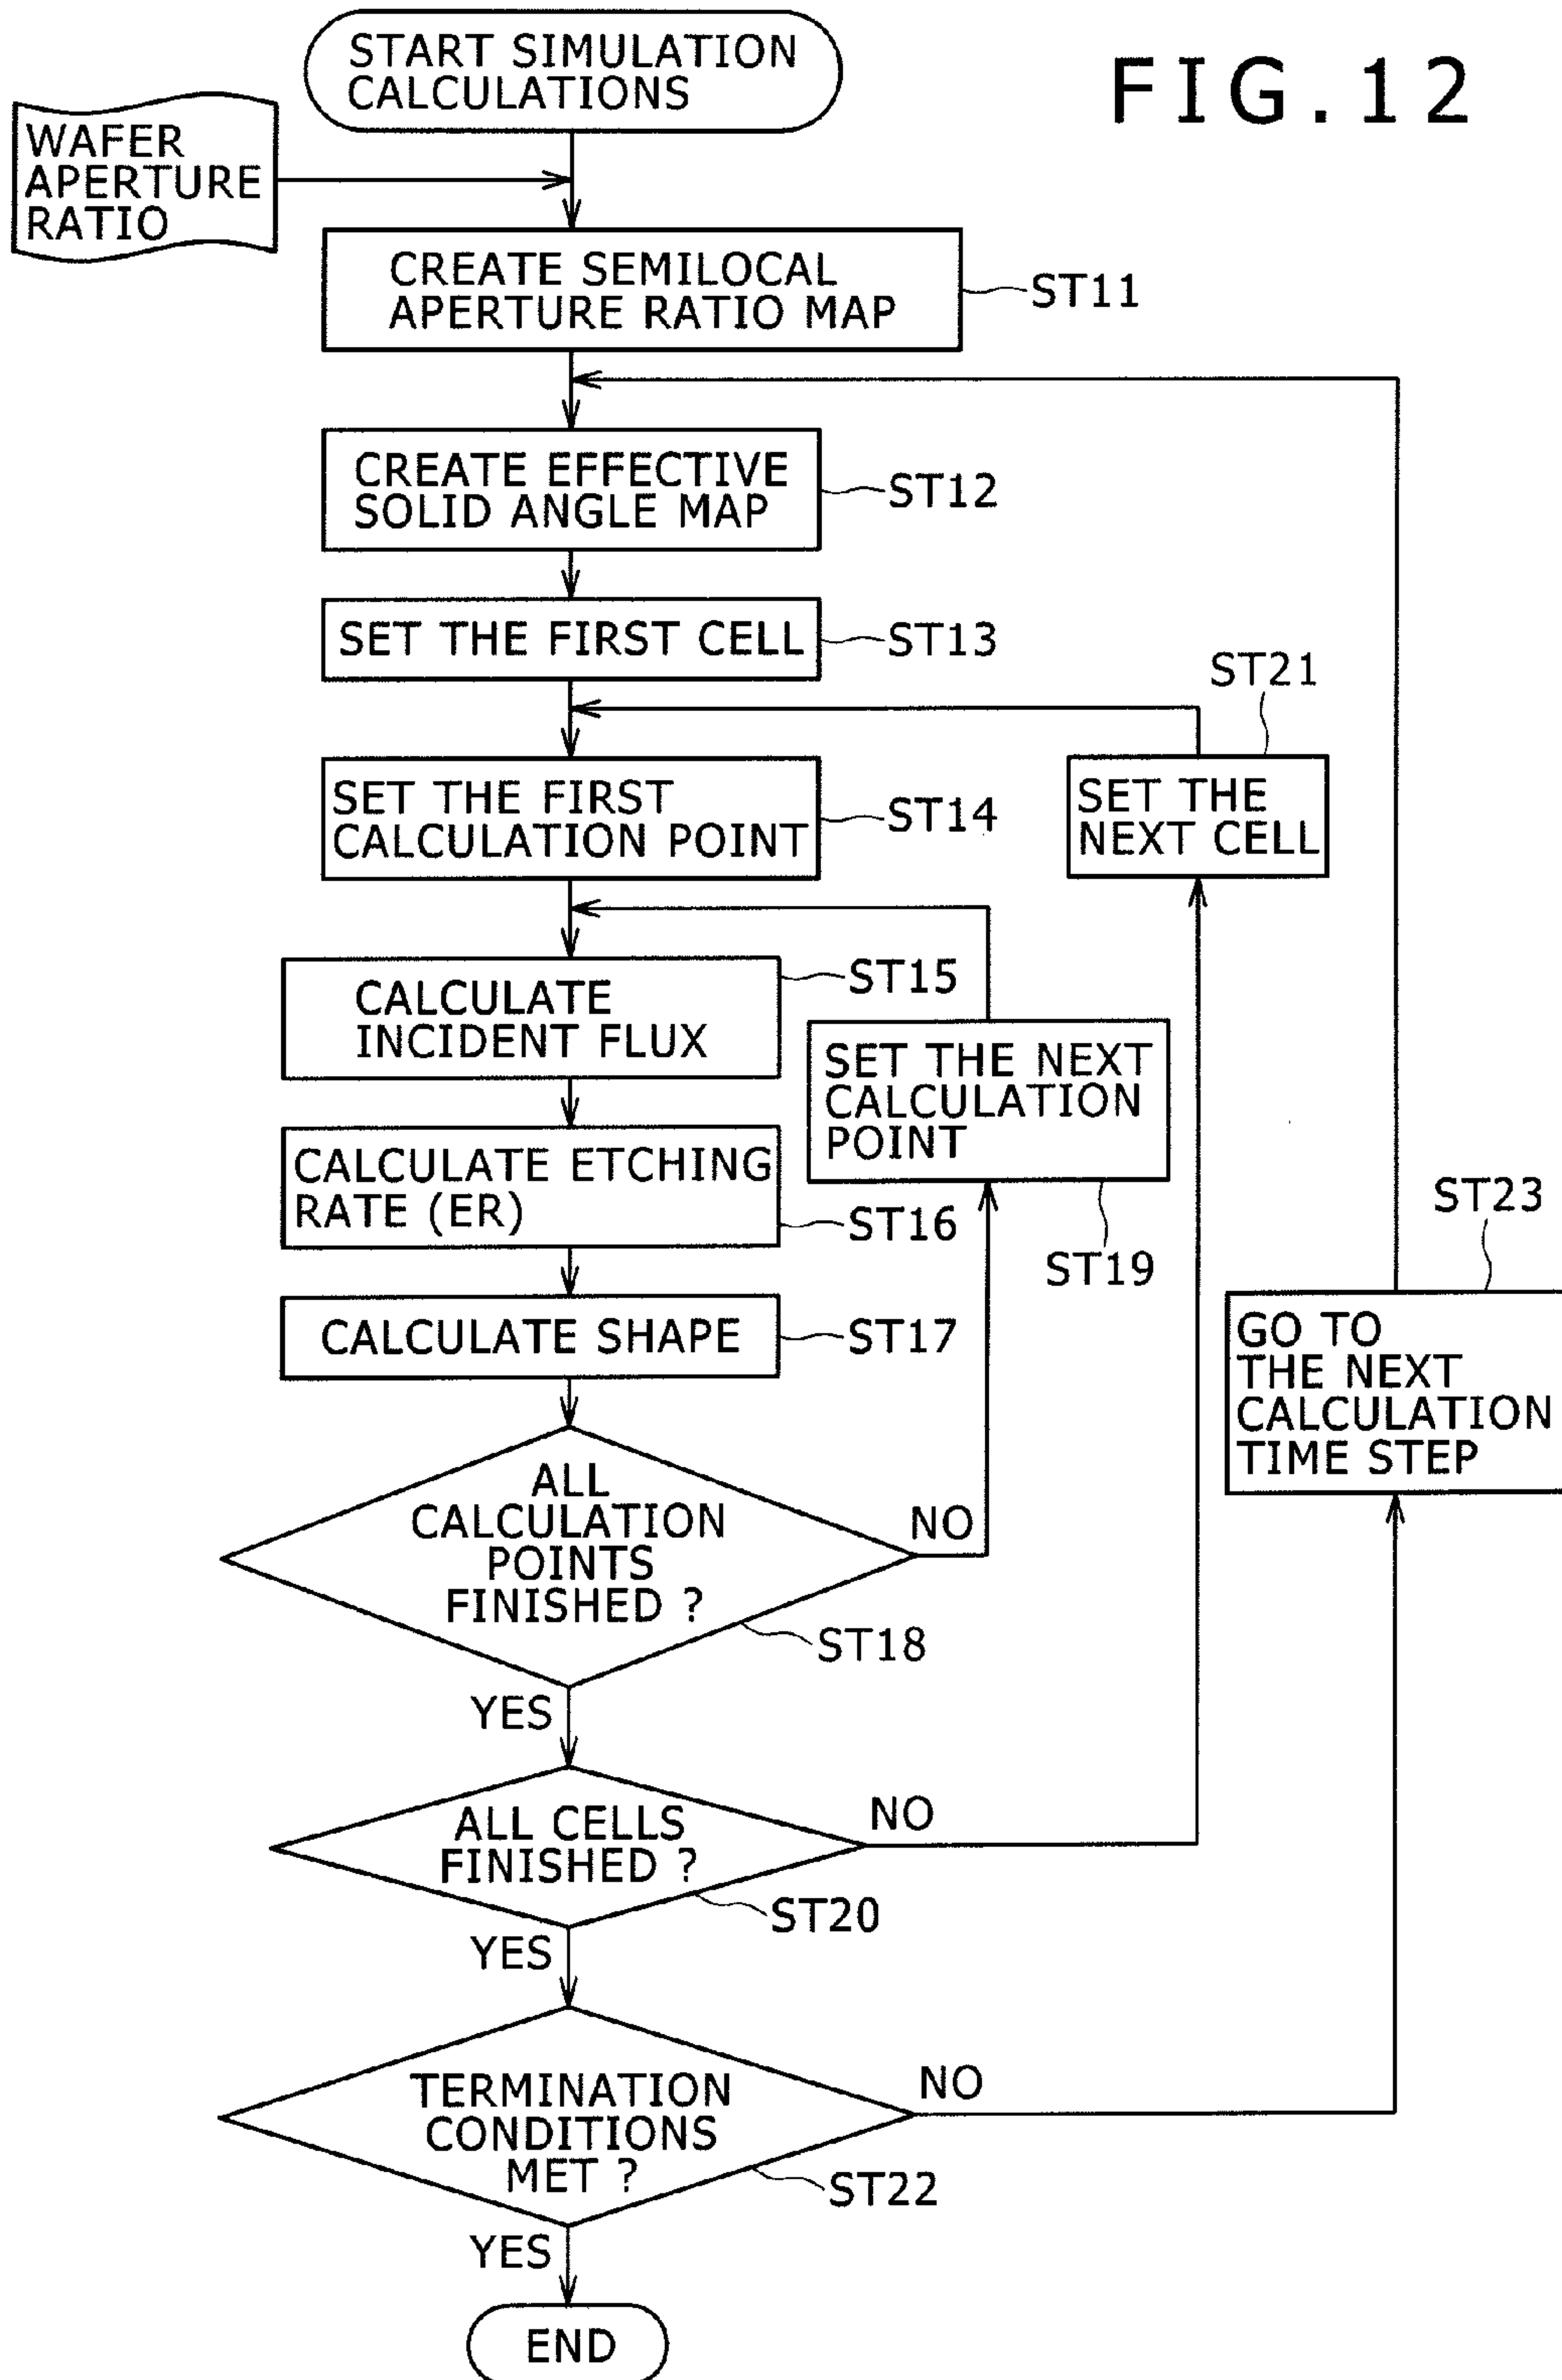 FIG.12
START SIMULATION
CALCULATIONS
WAFER
APERTURE
RATIO
CREATE SEMILOCAL
APERTURE RATIO MAP
ST11
CREATE EFFECTIVE
SOLID ANGLE MAP
ST12
SET THE FIRST CELL
ST13
ST21
SET THE FIRST
CALCULATION POINT
ST14
SET THE
NEXT CELL
CALCULATE
INCIDENT FLUX
ST15
SET THE NEXT
CALCULATION
POINT
ST19
CALCULATE ETCHING
RATE (ER)
ST16
ST23
GO TO
THE NEXT
CALCULATION
TIME STEP
CALCULATE SHAPE
ST17
ALL
CALCULATION
POINTS
FINISHED ?
NO
ST18
YES
ALL CELLS
FINISHED ?
NO
ST20
YES
TERMINATION
CONDITIONS
MET ?
NO
ST22
YES
END